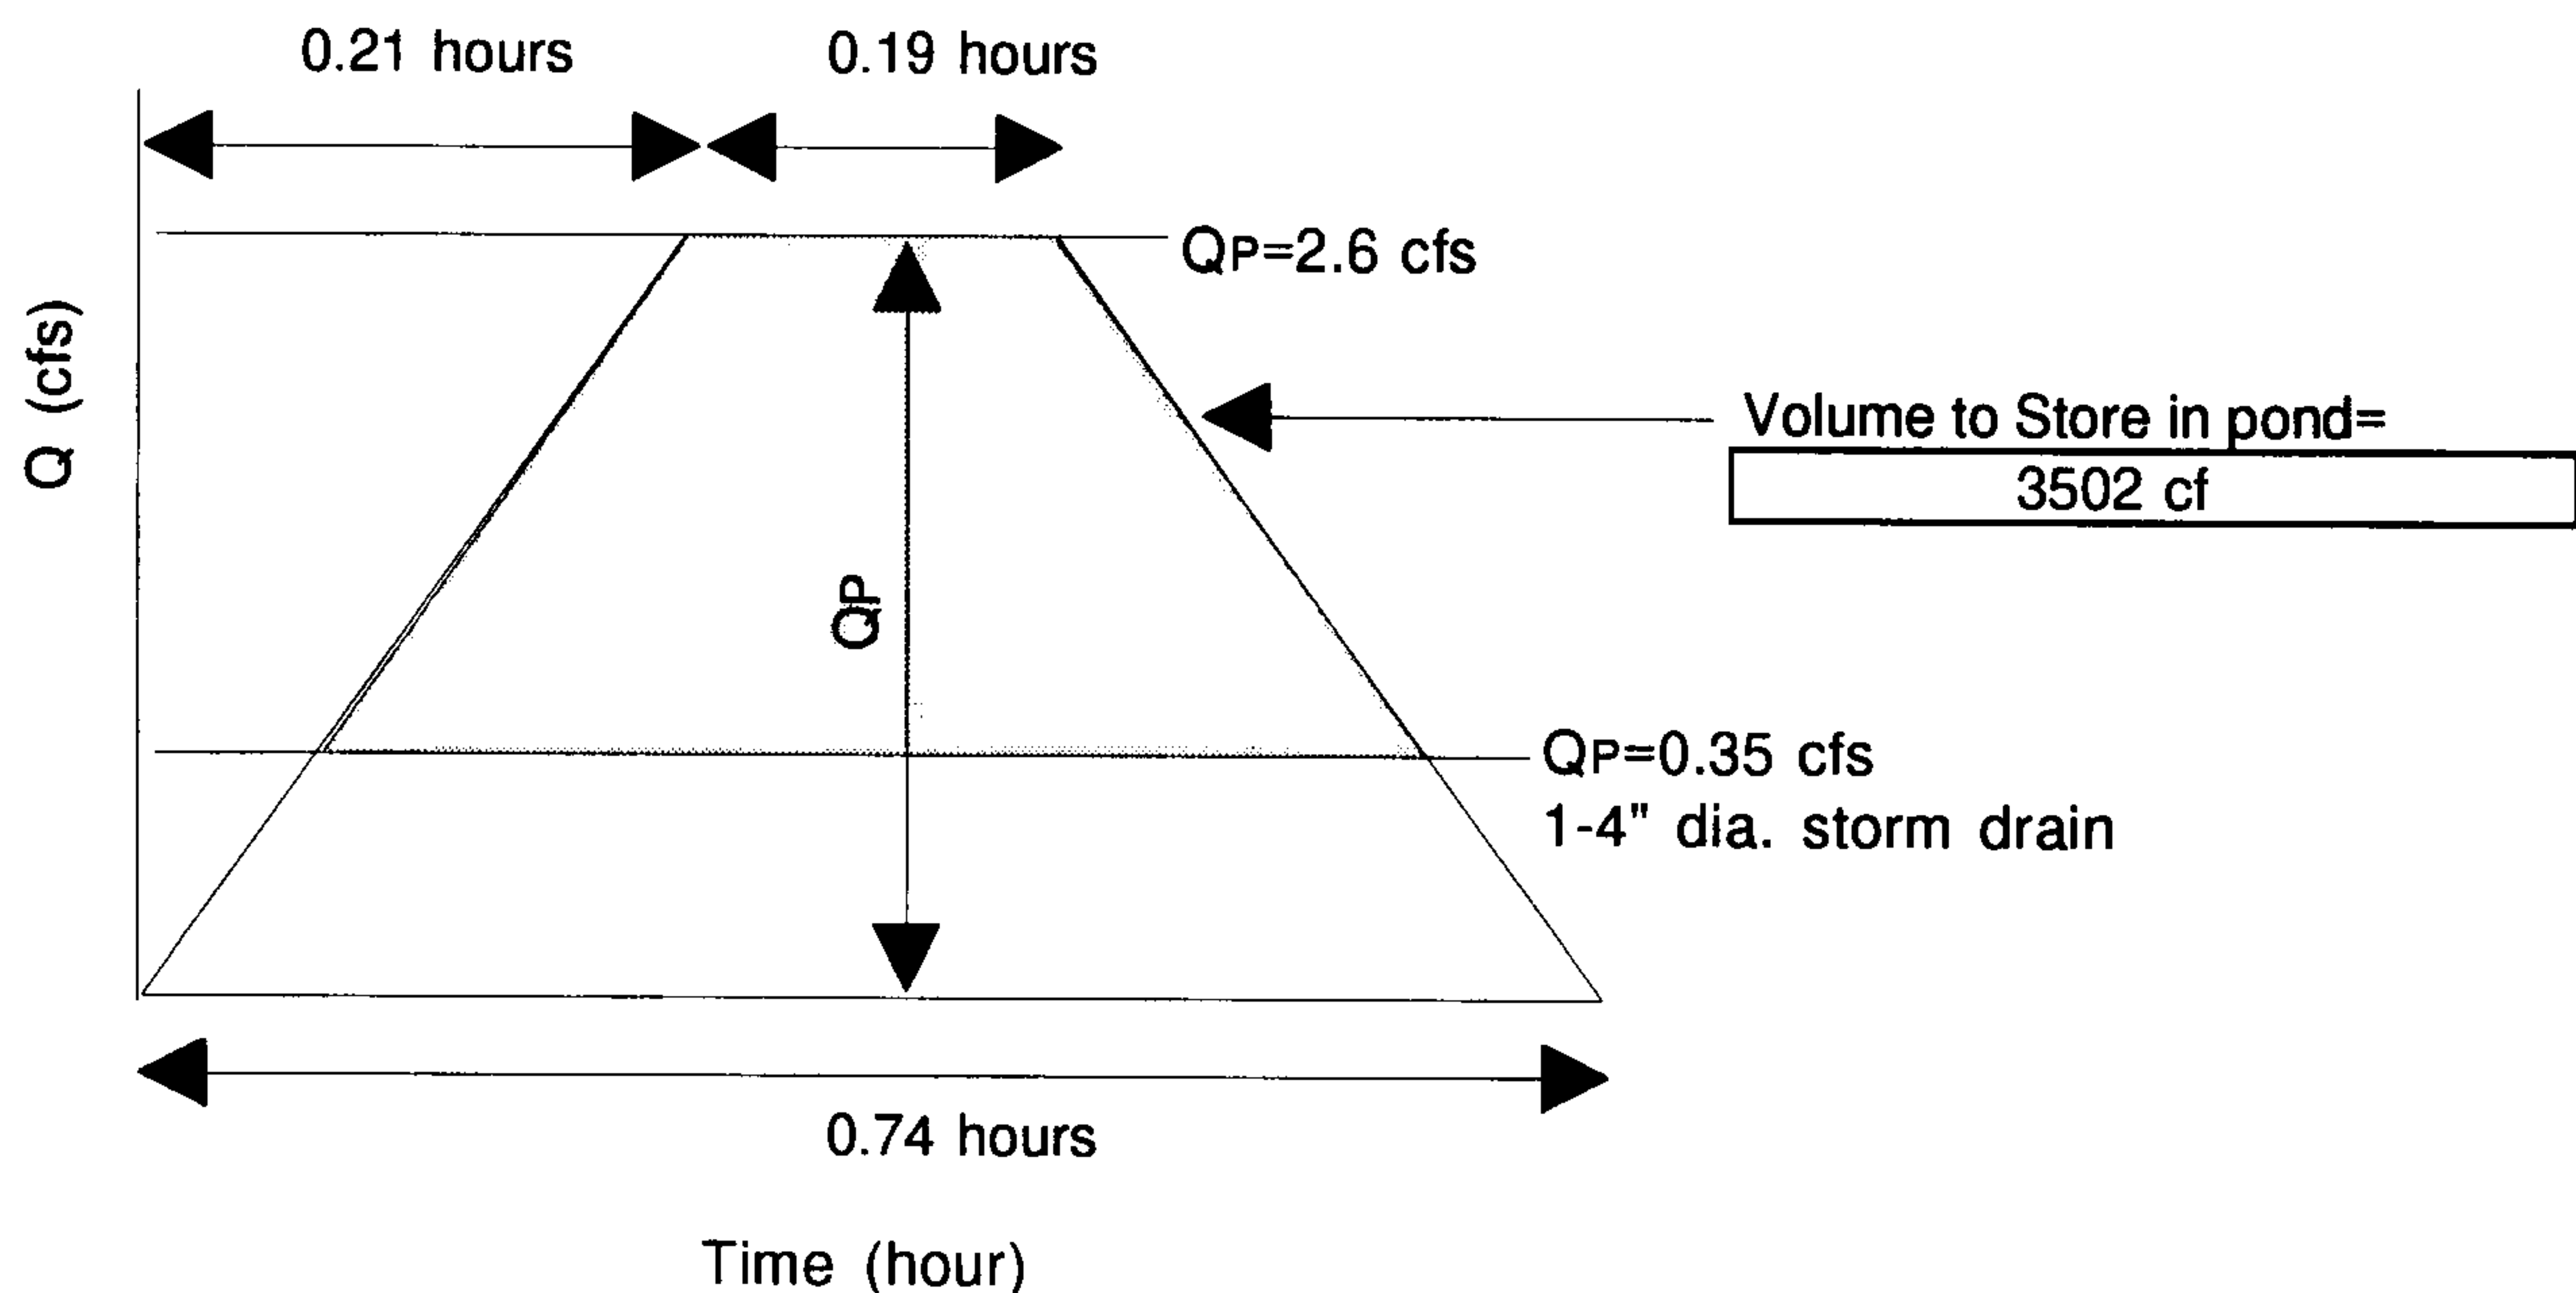 0.21 hours
0.19 hours
QP=2.6 cfs
Q (cfs)
Volume to Store in pond=
3502 cf
QP
QP=0.35 cfs
1-4" dia. storm drain
0.74 hours
Time (hour)